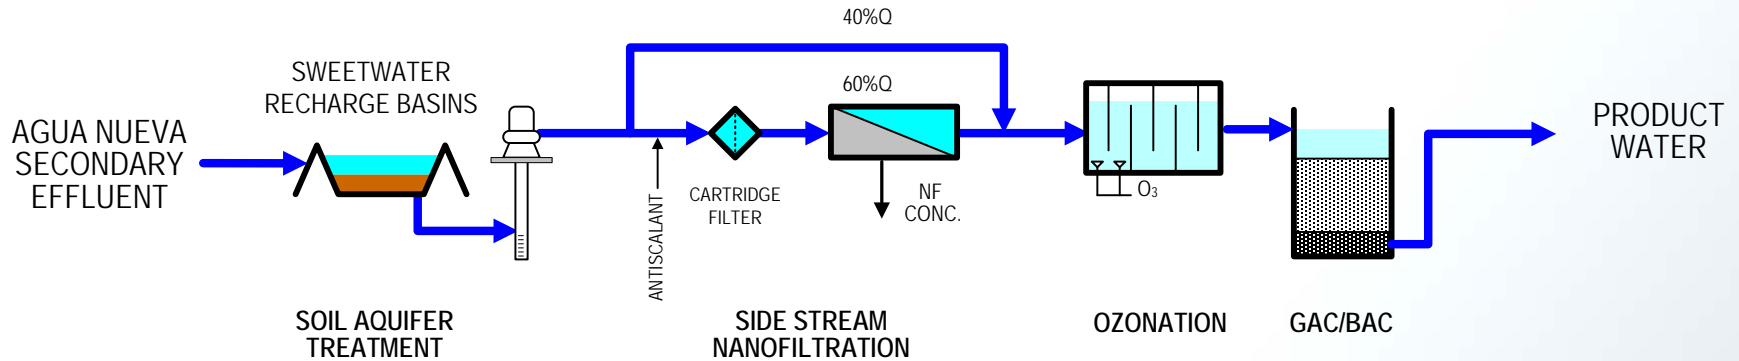 40%Q
SWEETWATER
RECHARGE BASINS
60%Q
AGUA NUEVA
SECONDARY
EFFLUENT
PRODUCT
WATER
ANTISCALANT
CARTRIDGE
FILTER
NF
CONC.
O3
SOIL AQUIFER
TREATMENT
SIDE STREAM
NANOFILTRATION
OZONATION
GAC/BAC